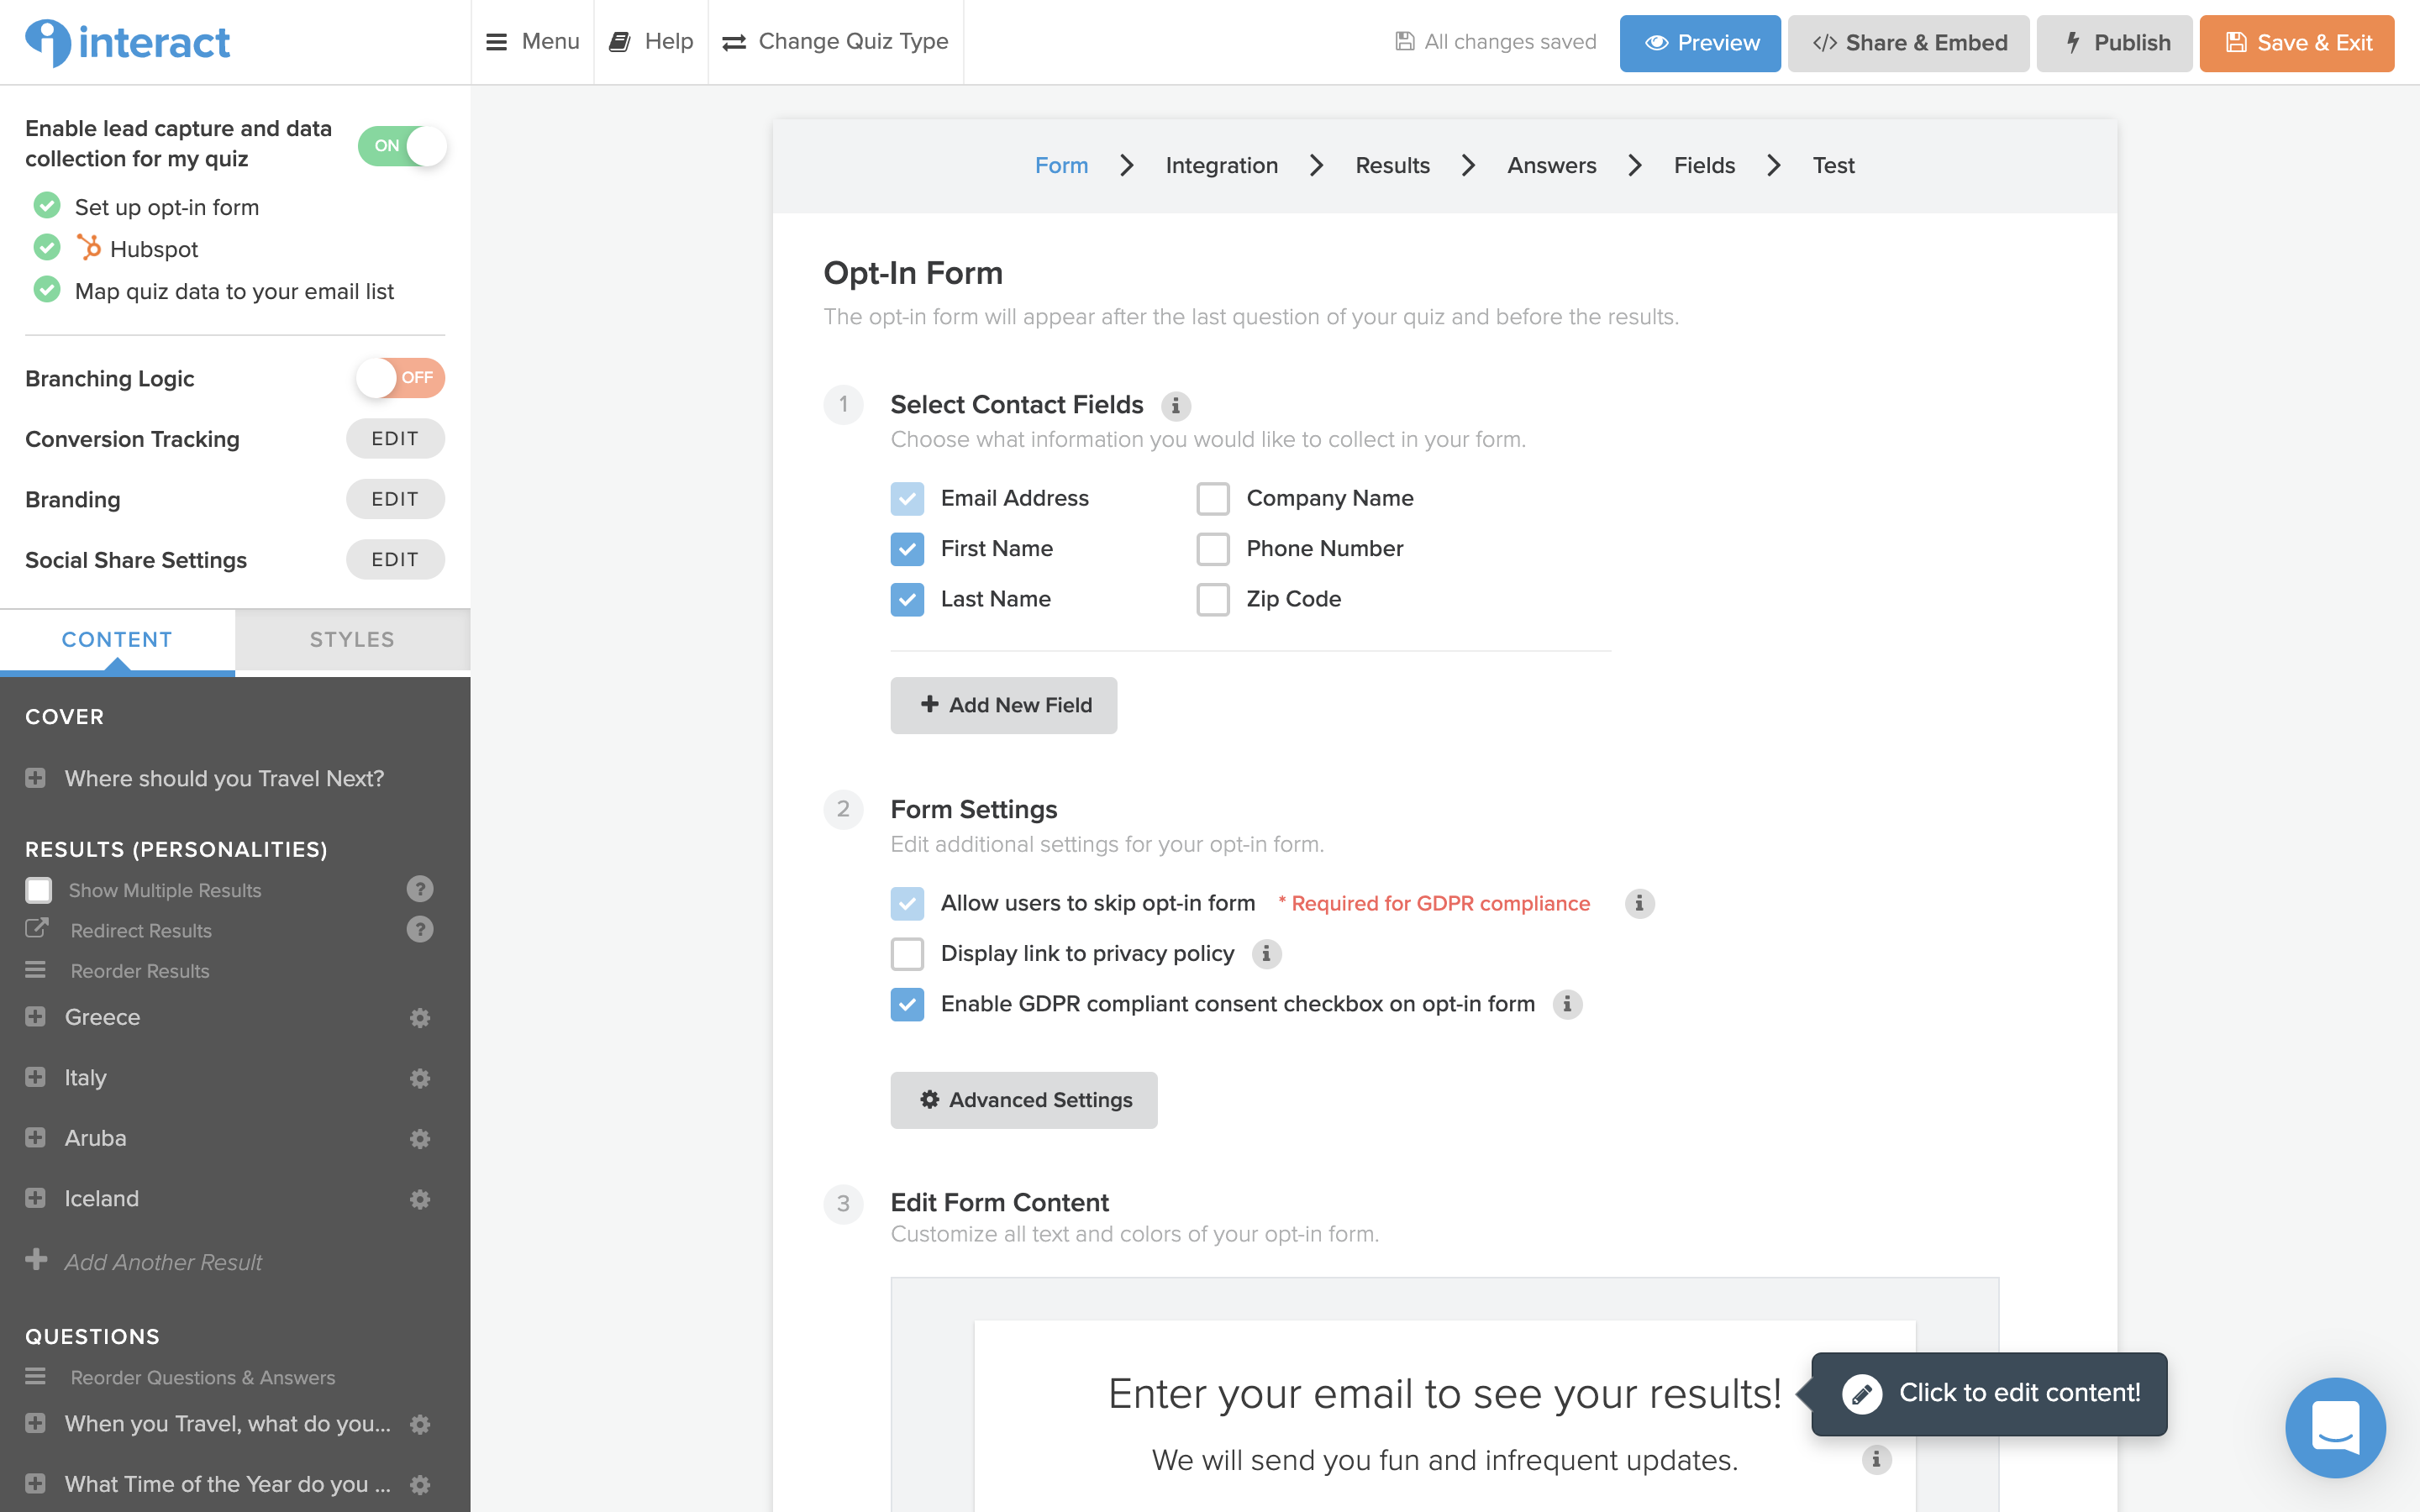 interact
Menu
Help
Change Quiz Type
All changes saved
Preview
</> Share & Embed
Publish
Save & Exit
Enable lead capture and data
collection for my quiz
ON
Set up opt-in form
Hubspot
Map quiz data to your email list
Branching Logic
OFF
Conversion Tracking
EDIT
Branding
EDIT
Social Share Settings
EDIT
CONTENT
STYLES
COVER
Where should you Travel Next?
RESULTS (PERSONALITIES)
Show Multiple Results
?
Redirect Results
?
Reorder Results
Greece
Italy
Aruba
Iceland
Add Another Result
QUESTIONS
Reorder Questions & Answers
When you Travel, what do you...
What Time of the Year do you ...
Form
Integration
Results
Answers
Fields
Test
Opt-In Form
The opt-in form will appear after the last question of your quiz and before the results.
1
Select Contact Fields
i
Choose what information you would like to collect in your form.
Email Address
Company Name
First Name
Phone Number
Last Name
Zip Code
Add New Field
2
Form Settings
Edit additional settings for your opt-in form.
Allow users to skip opt-in form * Required for GDPR compliance
i
Display link to privacy policy
i
Enable GDPR compliant consent checkbox on opt-in form
i
Advanced Settings
3
Edit Form Content
Customize all text and colors of your opt-in form.
Enter your email to see your results!
Click to edit content!
We will send you fun and infrequent updates.
i